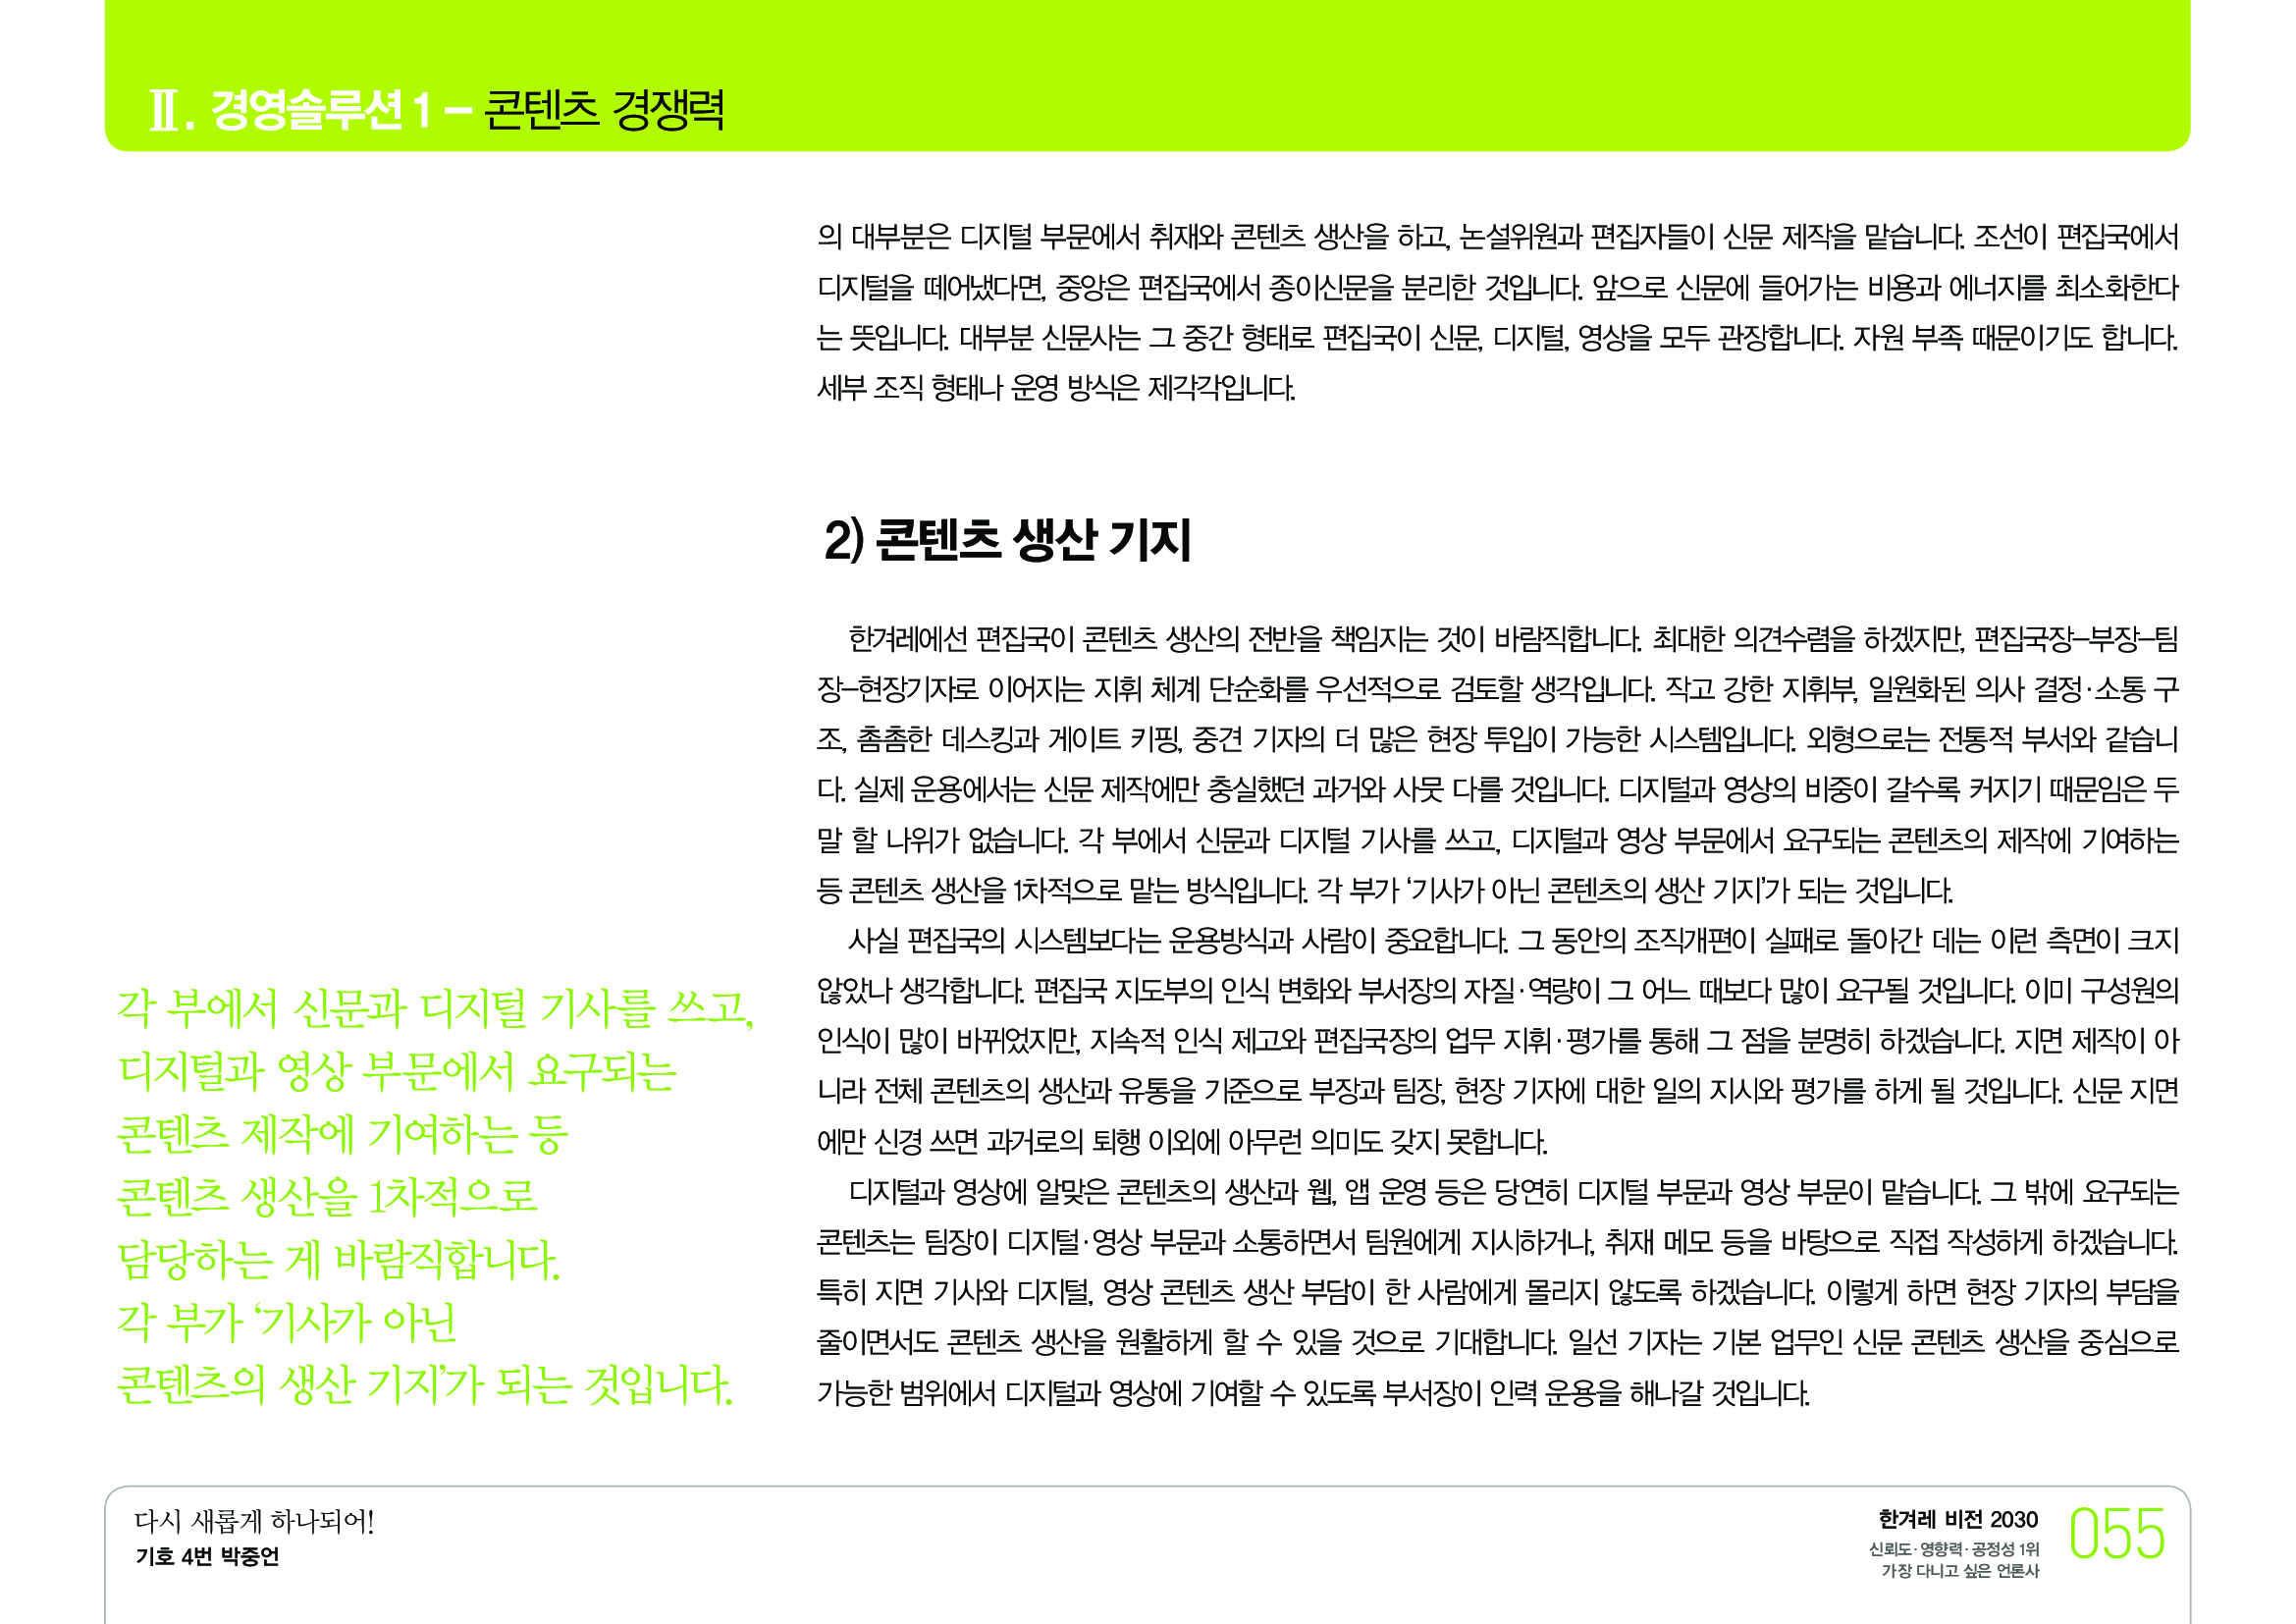 Ⅱ. 경영솔루션 1 – 콘텐츠 경쟁력
의 대부분은 디지털 부문에서 취재와 콘텐츠 생산을 하고, 논설위원과 편집자들이 신문 제작을 맡습니다. 조선이 편집국에서
디지털을 떼어냈다면, 중앙은 편집국에서 종이신문을 분리한 것입니다. 앞으로 신문에 들어가는 비용과 에너지를 최소화한다
는 뜻입니다. 대부분 신문사는 그 중간 형태로 편집국이 신문, 디지털, 영상을 모두 관장합니다. 자원 부족 때문이기도 합니다.
세부 조직 형태나 운영 방식은 제각각입니다.
2) 콘텐츠 생산 기지
한겨레에선 편집국이 콘텐츠 생산의 전반을 책임지는 것이 바람직합니다. 최대한 의견수렴을 하겠지만, 편집국장–부장–팀
장–현장기자로 이어지는 지휘 체계 단순화를 우선적으로 검토할 생각입니다. 작고 강한 지휘부, 일원화된 의사 결정·소통 구
조, 촘촘한 데스킹과 게이트 키핑, 중견 기자의 더 많은 현장 투입이 가능한 시스템입니다. 외형으로는 전통적 부서와 같습니
다. 실제 운용에서는 신문 제작에만 충실했던 과거와 사뭇 다를 것입니다. 디지털과 영상의 비중이 갈수록 커지기 때문임은 두
말 할 나위가 없습니다. 각 부에서 신문과 디지털 기사를 쓰고, 디지털과 영상 부문에서 요구되는 콘텐츠의 제작에 기여하는
등 콘텐츠 생산을 1차적으로 맡는 방식입니다. 각 부가 ‘기사가 아닌 콘텐츠의 생산 기지’가 되는 것입니다.
사실 편집국의 시스템보다는 운용방식과 사람이 중요합니다. 그 동안의 조직개편이 실패로 돌아간 데는 이런 측면이 크지
않았나 생각합니다. 편집국 지도부의 인식 변화와 부서장의 자질·역량이 그 어느 때보다 많이 요구될 것입니다. 이미 구성원의
인식이 많이 바뀌었지만, 지속적 인식 제고와 편집국장의 업무 지휘·평가를 통해 그 점을 분명히 하겠습니다. 지면 제작이 아
니라 전체 콘텐츠의 생산과 유통을 기준으로 부장과 팀장, 현장 기자에 대한 일의 지시와 평가를 하게 될 것입니다. 신문 지면
에만 신경 쓰면 과거로의 퇴행 이외에 아무런 의미도 갖지 못합니다.
디지털과 영상에 알맞은 콘텐츠의 생산과 웹, 앱 운영 등은 당연히 디지털 부문과 영상 부문이 맡습니다. 그 밖에 요구되는
콘텐츠는 팀장이 디지털·영상 부문과 소통하면서 팀원에게 지시하거나, 취재 메모 등을 바탕으로 직접 작성하게 하겠습니다.
특히 지면 기사와 디지털, 영상 콘텐츠 생산 부담이 한 사람에게 몰리지 않도록 하겠습니다. 이렇게 하면 현장 기자의 부담을
줄이면서도 콘텐츠 생산을 원활하게 할 수 있을 것으로 기대합니다. 일선 기자는 기본 업무인 신문 콘텐츠 생산을 중심으로
가능한 범위에서 디지털과 영상에 기여할 수 있도록 부서장이 인력 운용을 해나갈 것입니다.
각 부에서 신문과 디지털 기사를 쓰고,
디지털과 영상 부문에서 요구되는
콘텐츠 제작에 기여하는 등
콘텐츠 생산을 1차적으로
담당하는 게 바람직합니다.
각 부가 ‘기사가 아닌
콘텐츠의 생산 기지’가 되는 것입니다.
다시 새롭게 하나되어!
기호 4번 박중언
한겨레 비전 2030
신뢰도·영향력·공정성 1위
가장 다니고 싶은 언론사
055